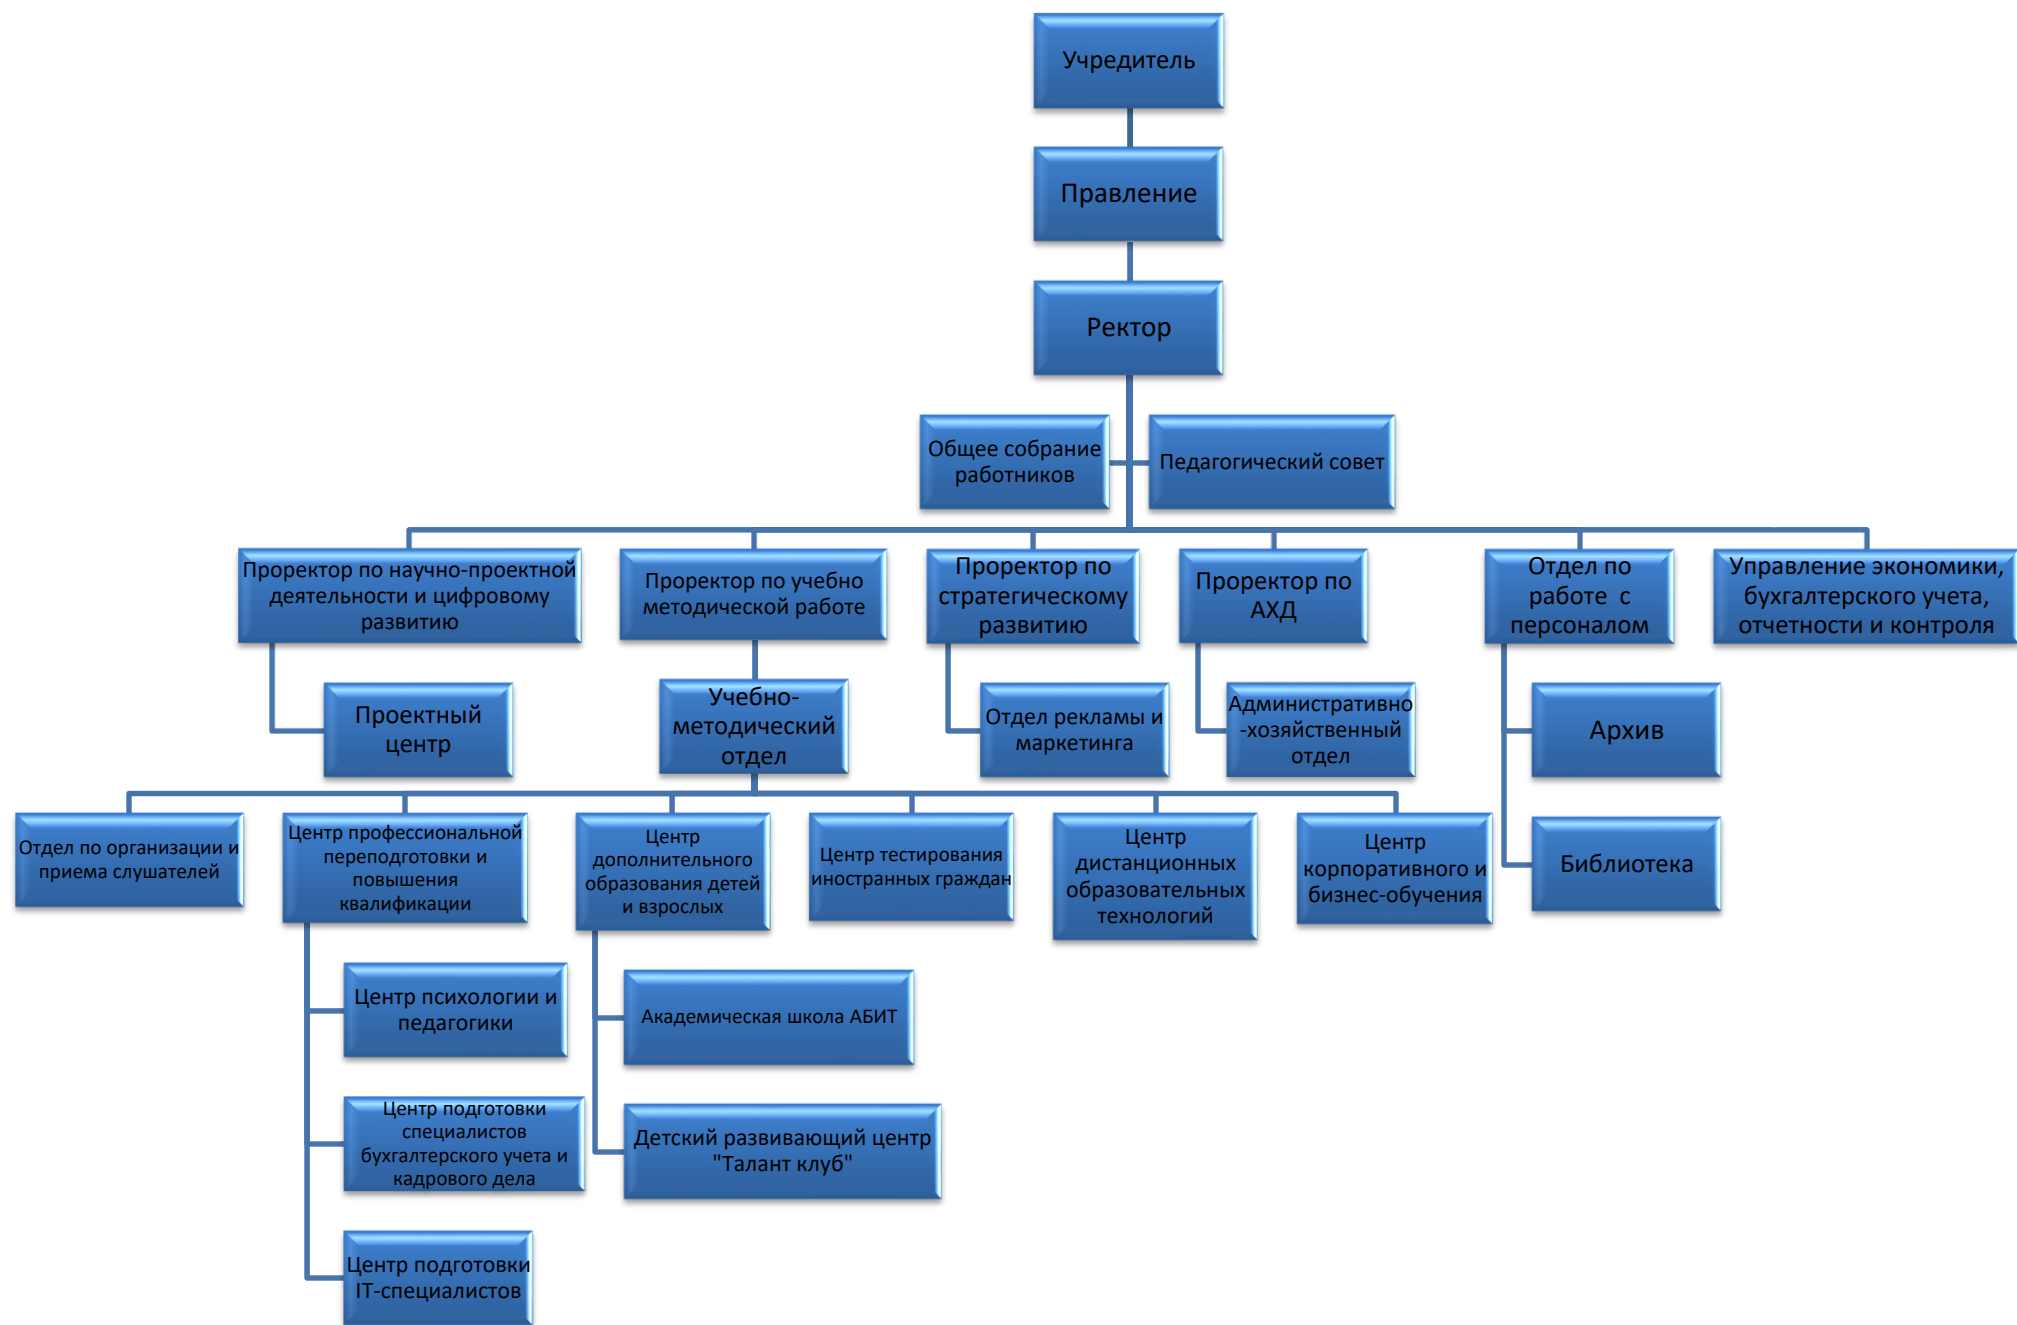 Учредитель
Правление
Ректор
Общее собрание
работников
Педагогический совет
Проректор по научно-проектной
деятельности и цифровому
развитию
Проректор по учебно
методической работе
Проректор по
стратегическому
развитию
Проректор по
АХД
Отдел по
работе с
персоналом
Управление экономики,
бухгалтерского учета,
отчетности и контроля
Проектный
центр
Учебно-
методический
отдел
Отдел рекламы и
маркетинга
Административно
-хозяйственный
отдел
Архив
Отдел по организации и
приема слушателей
Центр профессиональной
переподготовки и
повышения
квалификации
Центр
дополнительного
образования детей
и взрослых
Центр тестирования
иностранных граждан
Центр
дистанционных
образовательных
технологий
Центр
корпоративного и
бизнес-обучения
Библиотека
Центр психологии и
педагогики
Академическая школа АБИТ
Центр подготовки
специалистов
бухгалтерского учета и
кадрового дела
Детский развивающий центр
"Талант клуб"
Центр подготовки
IT-специалистов